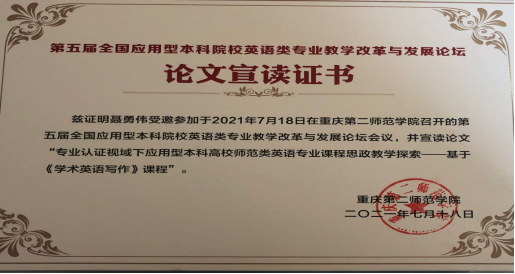 第五届全国应用型本科院校英语类专业教学改革与发展论坛
论文宣读证书
兹证明聂勇伟受邀参加于2021年7月18日在重庆第二师范学院召开的第
五届全国应用型本科院校英语类专业教学改革与发展论坛会议，并宣读论文
“专业认证视域下应用型本科高校师范类英语专业课程思政教学探索——基于
《学术英语写作》课程”。
重庆第二师范学院
二〇二一年七月十八日